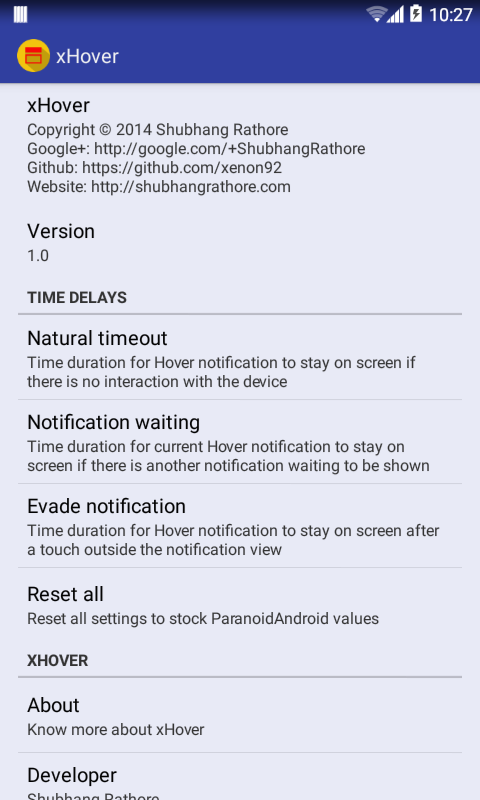 10:27
xHover
xHover
Copyright © 2014 Shubhang Rathore
Google+: http://google.com/+ShubhangRathore
Github: https://github.com/xenon92
Website: http://shubhangrathore.com
Version
1.0
TIME DELAYS
Natural timeout
Time duration for Hover notification to stay on screen if
there is no interaction with the device
Notification waiting
Time duration for current Hover notification to stay on
screen if there is another notification waiting to be shown
Evade notification
Time duration for Hover notification to stay on screen after
a touch outside the notification view
Reset all
Reset all settings to stock ParanoidAndroid values
XHOVER
About
Know more about xHover
Developer
Shubhang Rathore